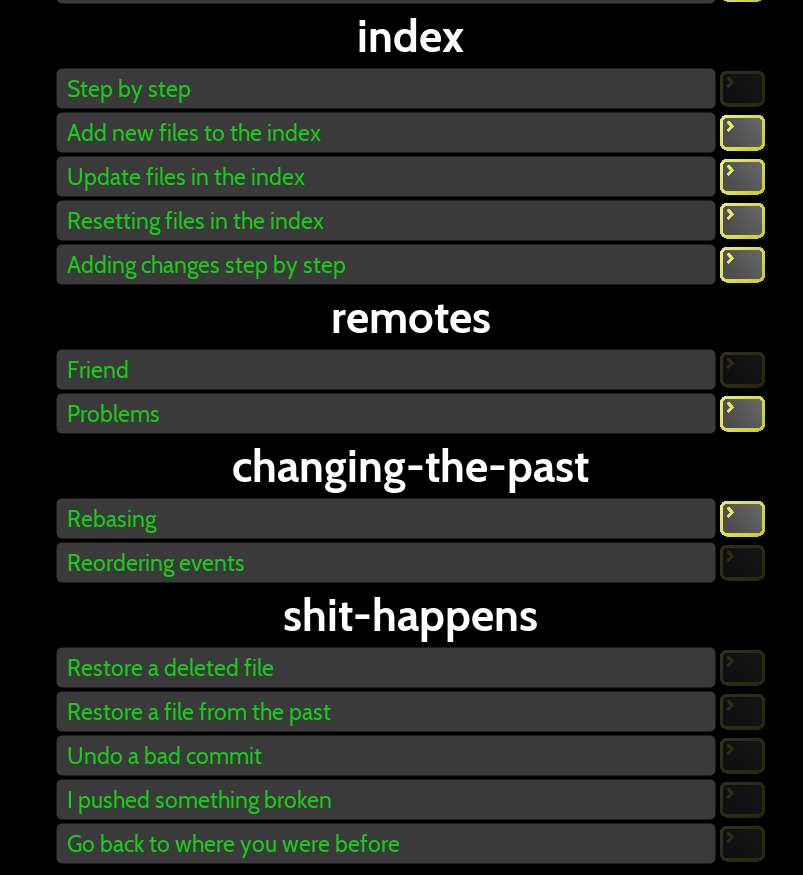 index
Step by step
Add new files to the index
Update files in the index
Resetting files in the index
Adding changes step by step
remotes
Friend
Problems
changing-the-past
Rebasing
Reordering events
shit-happens
Restore a deleted file
Restore a file from the past
Undo a bad commit
I pushed something broken
Go back to where you were before